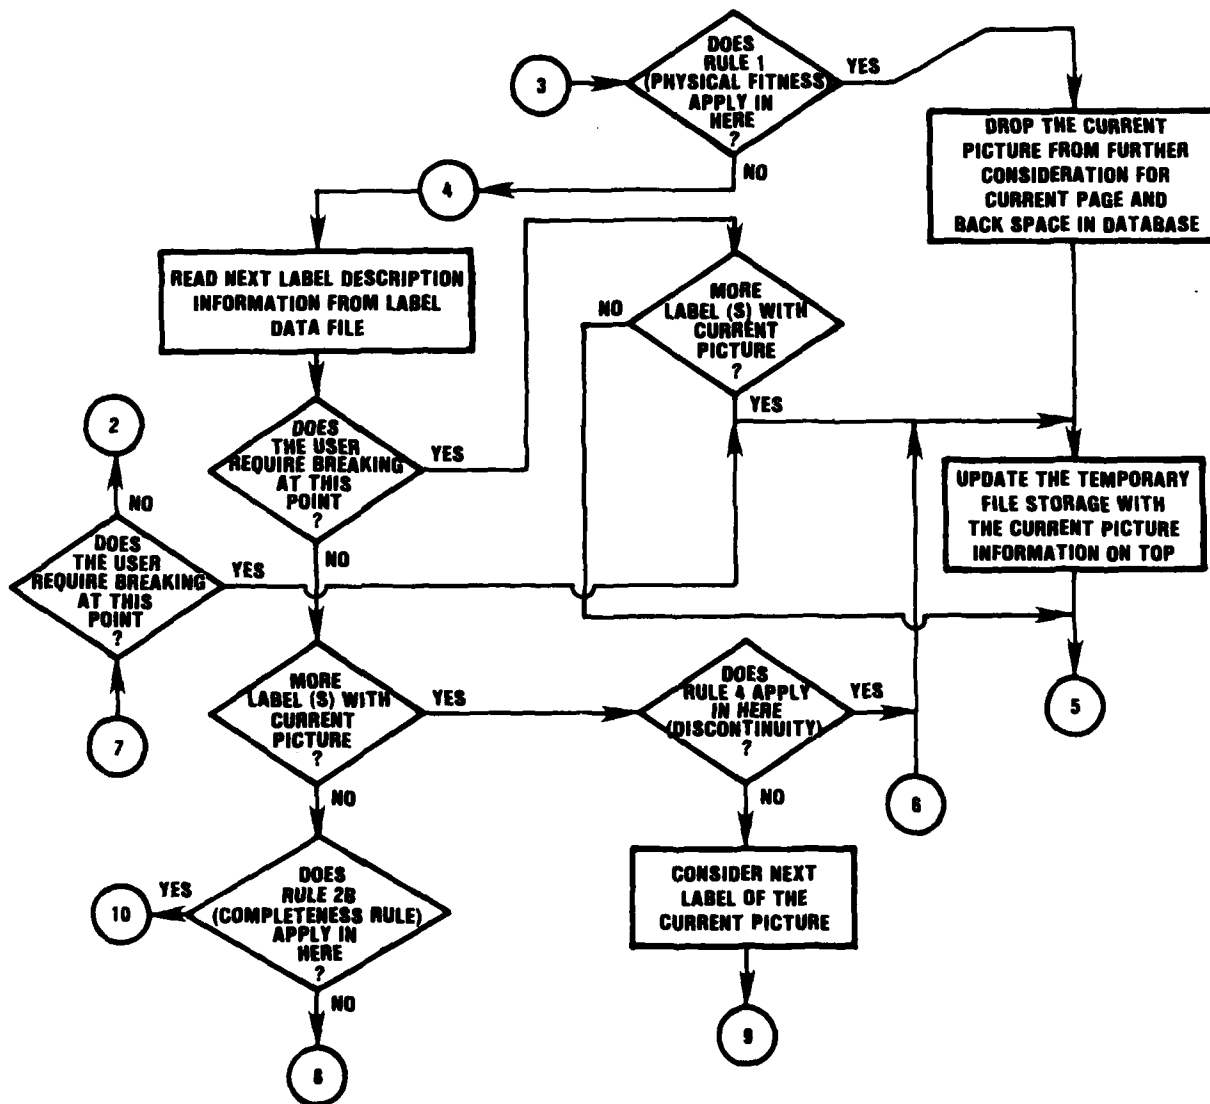 DOES
RULE 1
(PHYSICAL FITNESS
APPLY IN
HERE
?
YES
NO
3
DROP THE CURRENT
PICTURE FROM FURTHER
CONSIDERATION FOR
CURRENT PAGE AND
BACK SPACE IN DATABASE
4
READ NEXT LABEL DESCRIPTION
INFORMATION FROM LABEL
DATA FILE
MORE
LABEL (S) WITH
CURRENT
PICTURE
?
NO
YES
DOES
THE USER
REQUIRE BREAKING
AT THIS
POINT
?
YES
NO
2
NO
DOES
THE USER
REQUIRE BREAKING
AT THIS
POINT
?
YES
7
UPDATE THE TEMPORARY
FILE STORAGE WITH
THE CURRENT PICTURE
INFORMATION ON TOP
5
MORE
LABEL (S) WITH
CURRENT
PICTURE
?
YES
NO
DOES
RULE 4 APPLY
IN HERE
(DISCONTINUITY)
?
YES
NO
6
DOES
RULE 2B
(COMPLETENESS RULE)
APPLY IN
HERE
?
YES
10
NO
8
CONSIDER NEXT
LABEL OF THE
CURRENT PICTURE
9